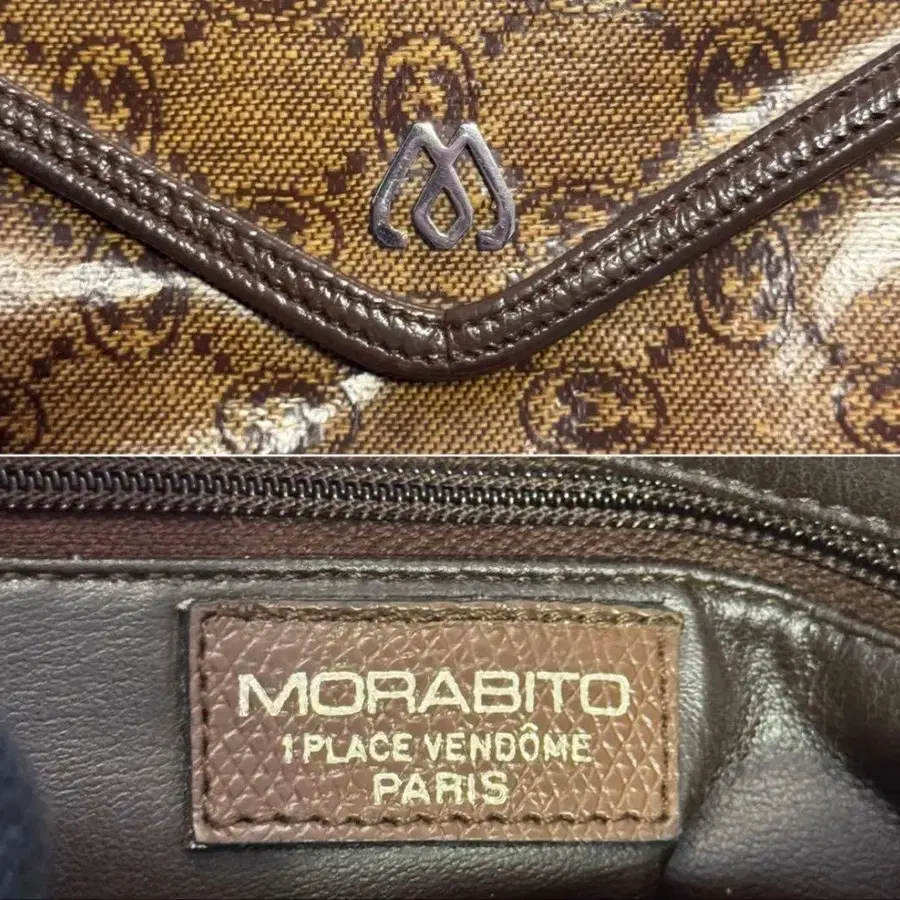 MORABITO
1 PLACE VENDÔME
PARIS